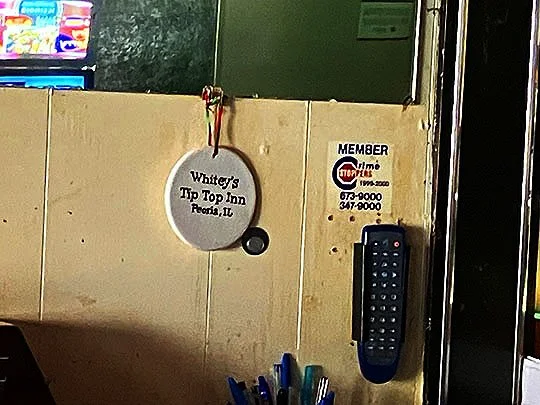 Whitey's
Tip Top Inn
Peoria, IL
MEMBER
Crime
STOPPERS
1999-2000
673-9000
347-9000